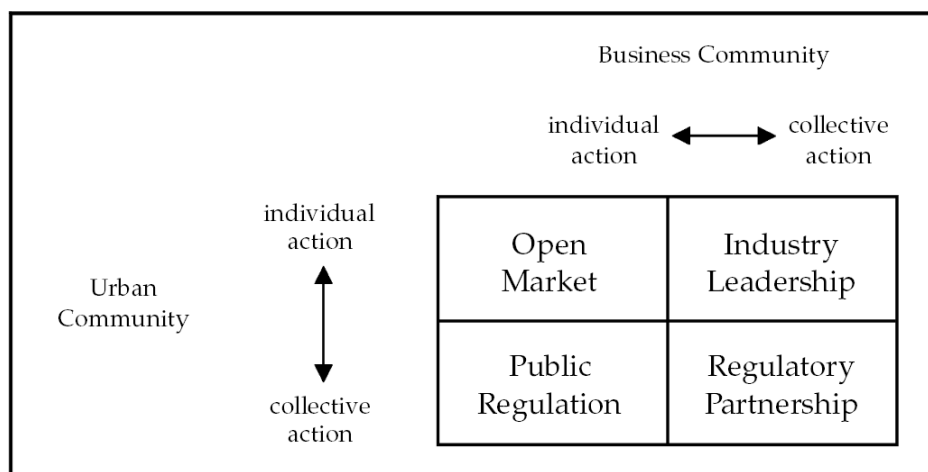 Business Community
individual
action
collective
action
individual
action
Urban
Community
collective
action
Open
Market
Industry
Leadership
Public
Regulation
Regulatory
Partnership